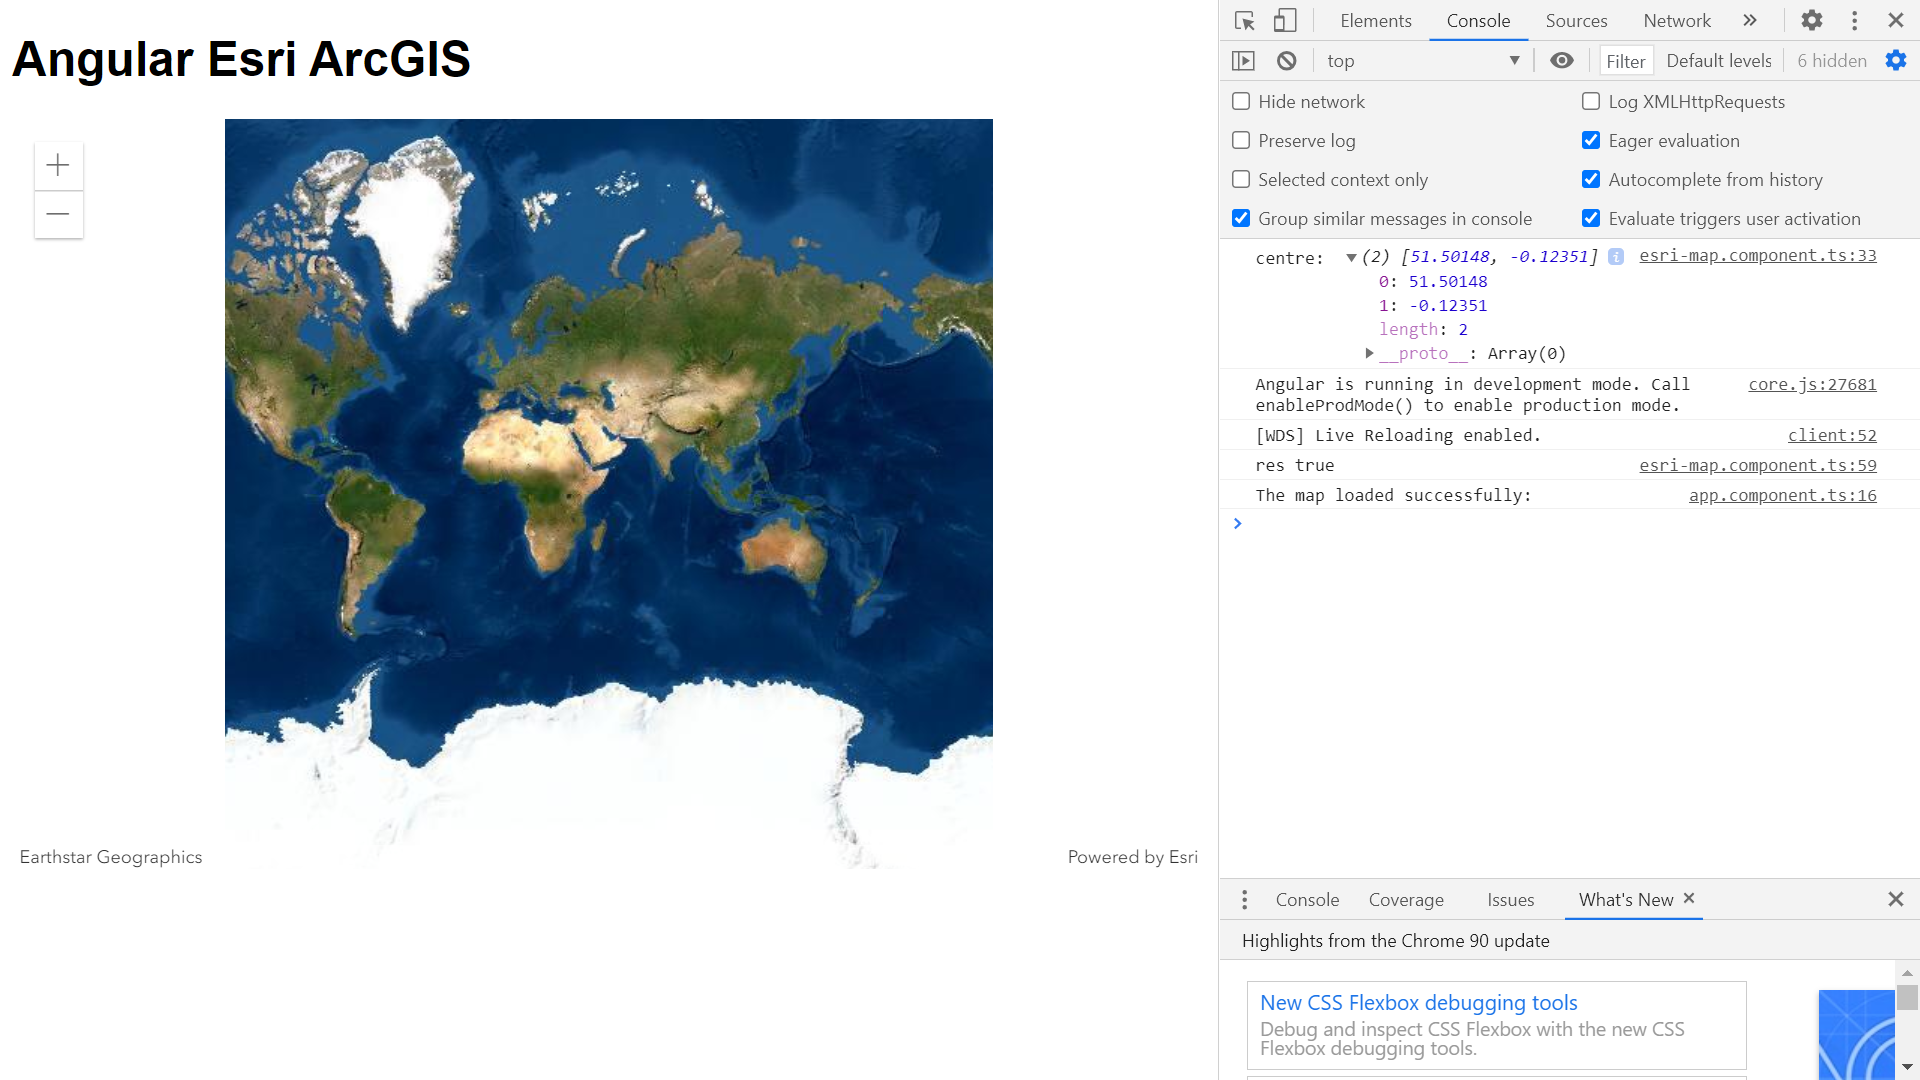 Angular Esri ArcGIS
Earthstar Geographics
Powered by Esri
Elements Console Sources Network
top Filter Default levels 6 hidden
Hide network Log XMLHttpRequests
Preserve log Eager evaluation
Selected context only Autocomplete from history
Group similar messages in console Evaluate triggers user activation
centre: (2) [51.50148, -0.12351] i esri-map.component.ts:33
0: 51.50148
1: -0.12351
length: 2
__proto__: Array(0)
Angular is running in development mode. Call core.js:27681
enableProdMode() to enable production mode.
[WDS] Live Reloading enabled. client:52
res true esri-map.component.ts:59
The map loaded successfully: app.component.ts:16
Console Coverage Issues What's New
Highlights from the Chrome 90 update
New CSS Flexbox debugging tools
Debug and inspect CSS Flexbox with the new CSS
Flexbox debugging tools.